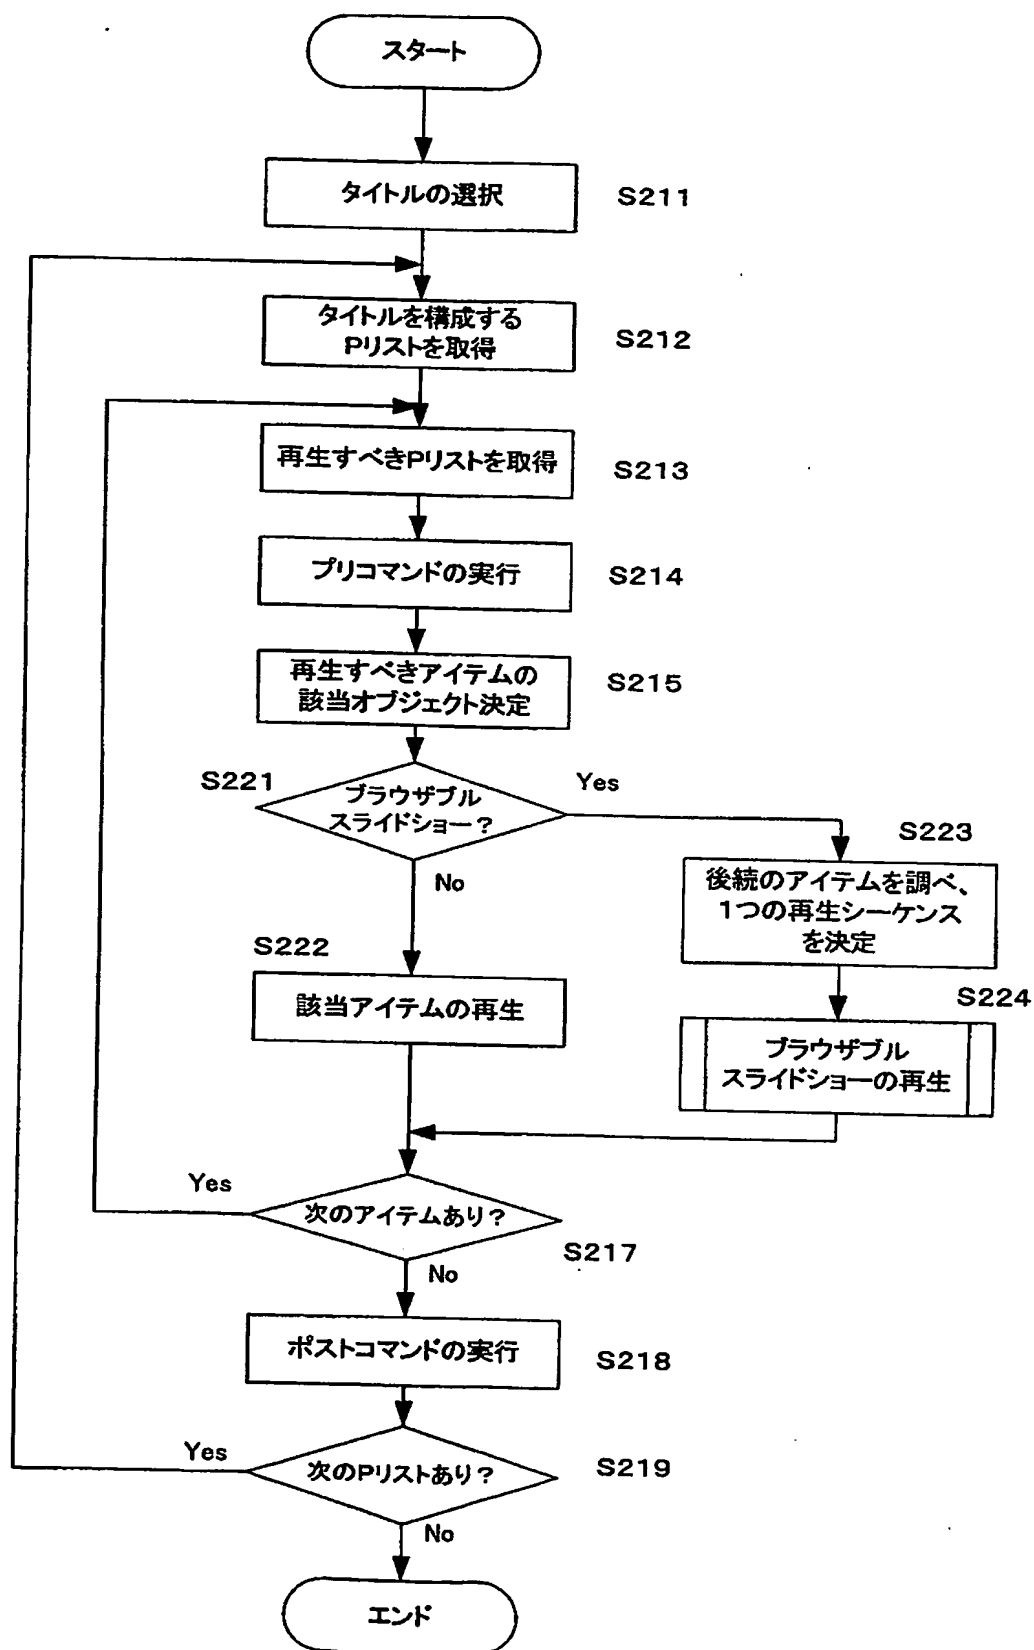 スタート
タイトルの選択
S211
タイトルを構成する
Pリストを取得
S212
再生すべきPリストを取得
S213
プリコマンドの実行
S214
再生すべきアイテムの
該当オブジェクト決定
S215
S221
ブラウザブル
スライドショー?
Yes
No
S223
後続のアイテムを調べ、
1つの再生シーケンス
を決定
S222
該当アイテムの再生
S224
ブラウザブル
スライドショーの再生
Yes
次のアイテムあり?
S217
No
ポストコマンドの実行
S218
Yes
次のPリストあり?
S219
No
エンド